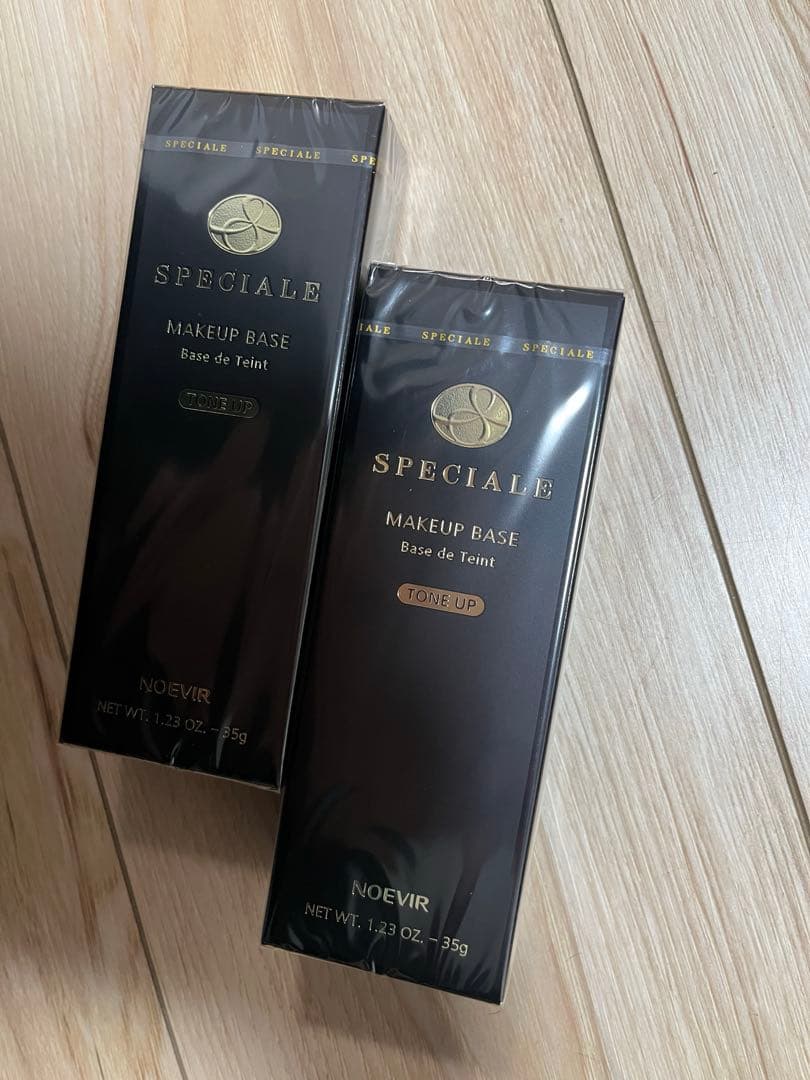 SPECIALE SPECIALE SPE
SPECIALE
MAKEUP BASE
Base de Teint
TONE UP
NOEVIR
NET WT. 1.23 OZ. - 35g
IALE SPECIALE SPECIALE
SPECIALE
MAKEUP BASE
Base de Teint
TONE UP
NOEVIR
NET WT. 1.23 OZ. - 35g